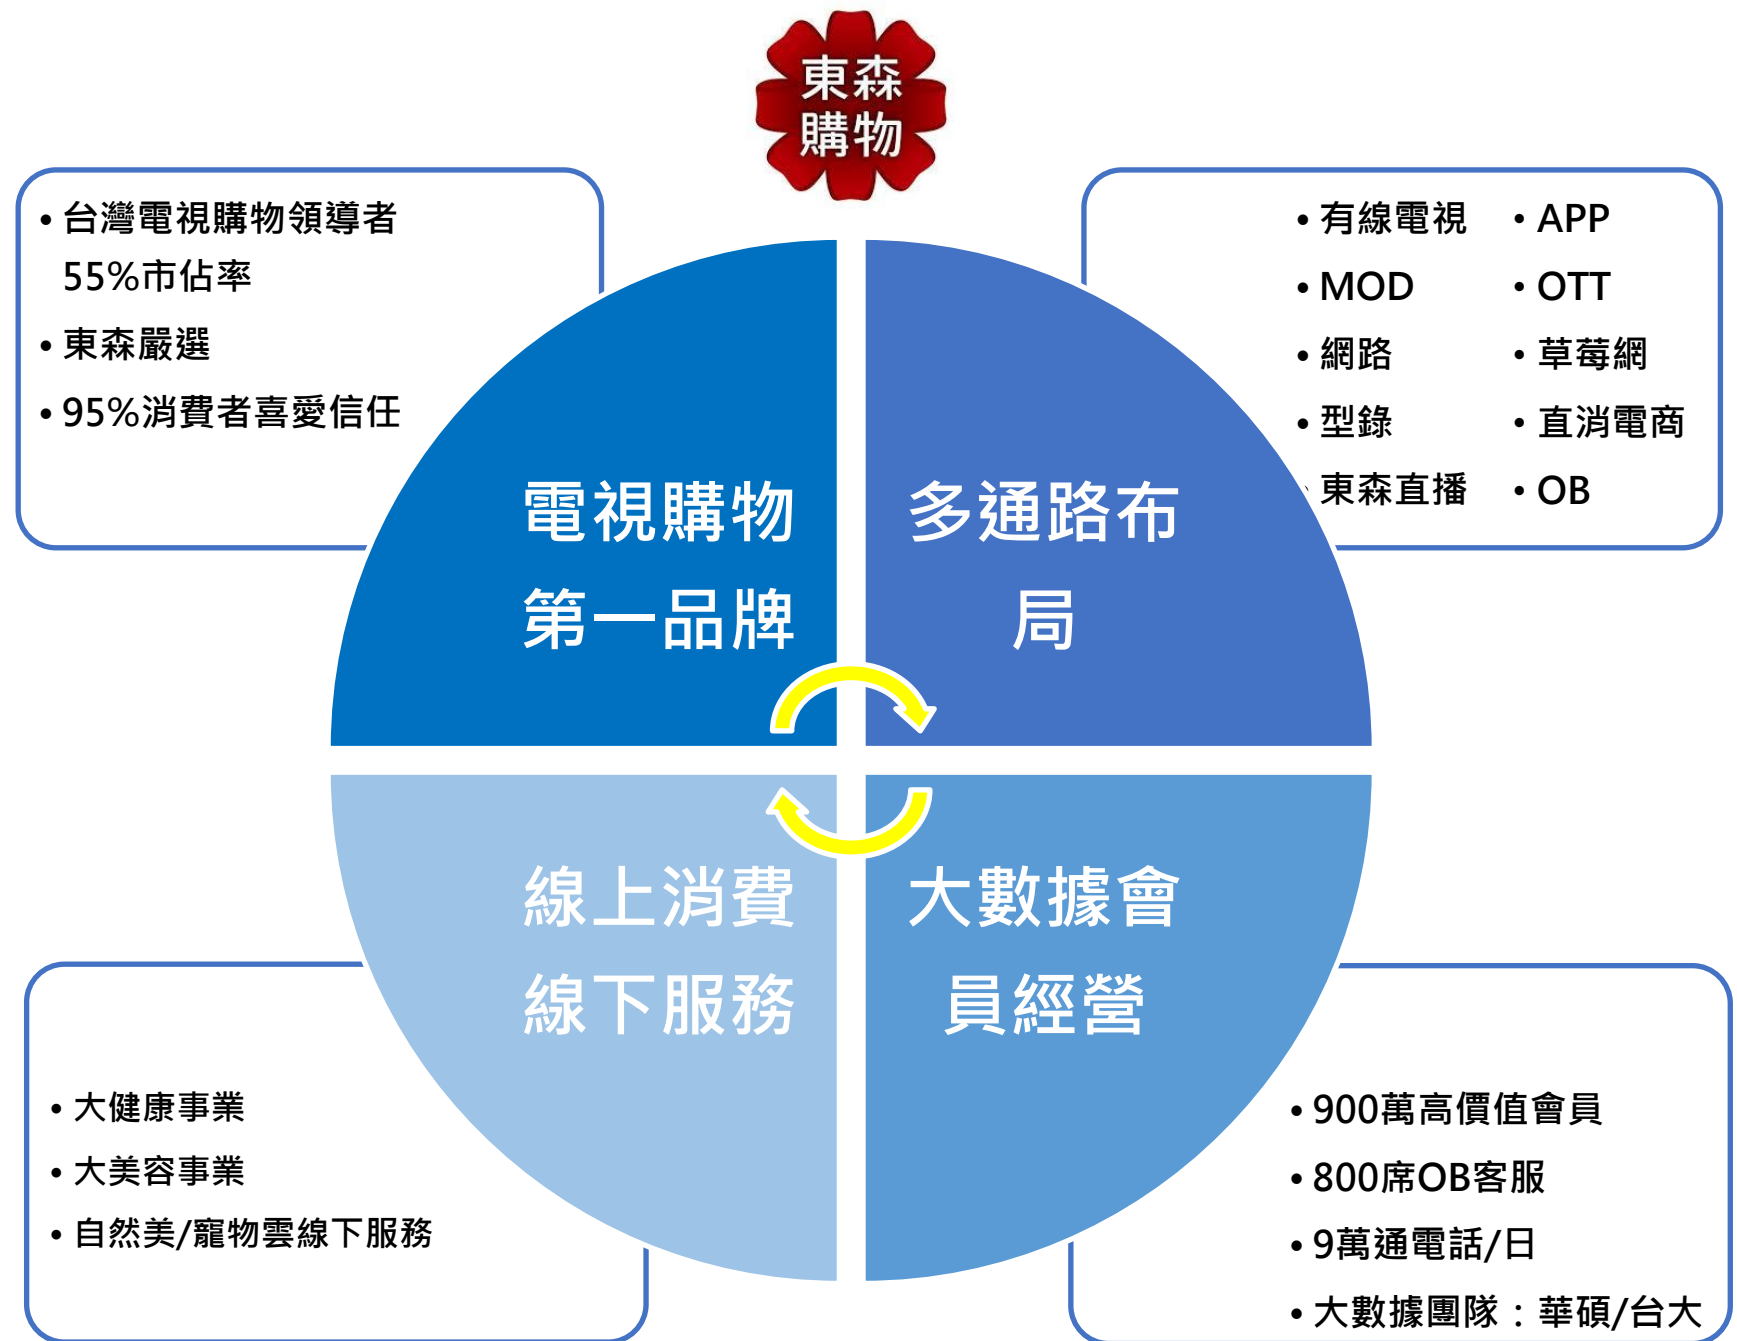 東森
購物
• 台灣電視購物領導者
55%市佔率
• 東森嚴選
• 95%消費者喜愛信任
• 有線電視
• MOD
• 網路
• 型錄
• 東森直播
• APP
• OTT
• 草莓網
• 直消電商
• OB
電視購物
第一品牌
多通路布
局
線上消費
線下服務
大數據會
員經營
• 大健康事業
• 大美容事業
• 自然美/寵物雲線下服務
• 900萬高價值會員
• 800席OB客服
• 9萬通電話/日
• 大數據團隊：華碩/台大